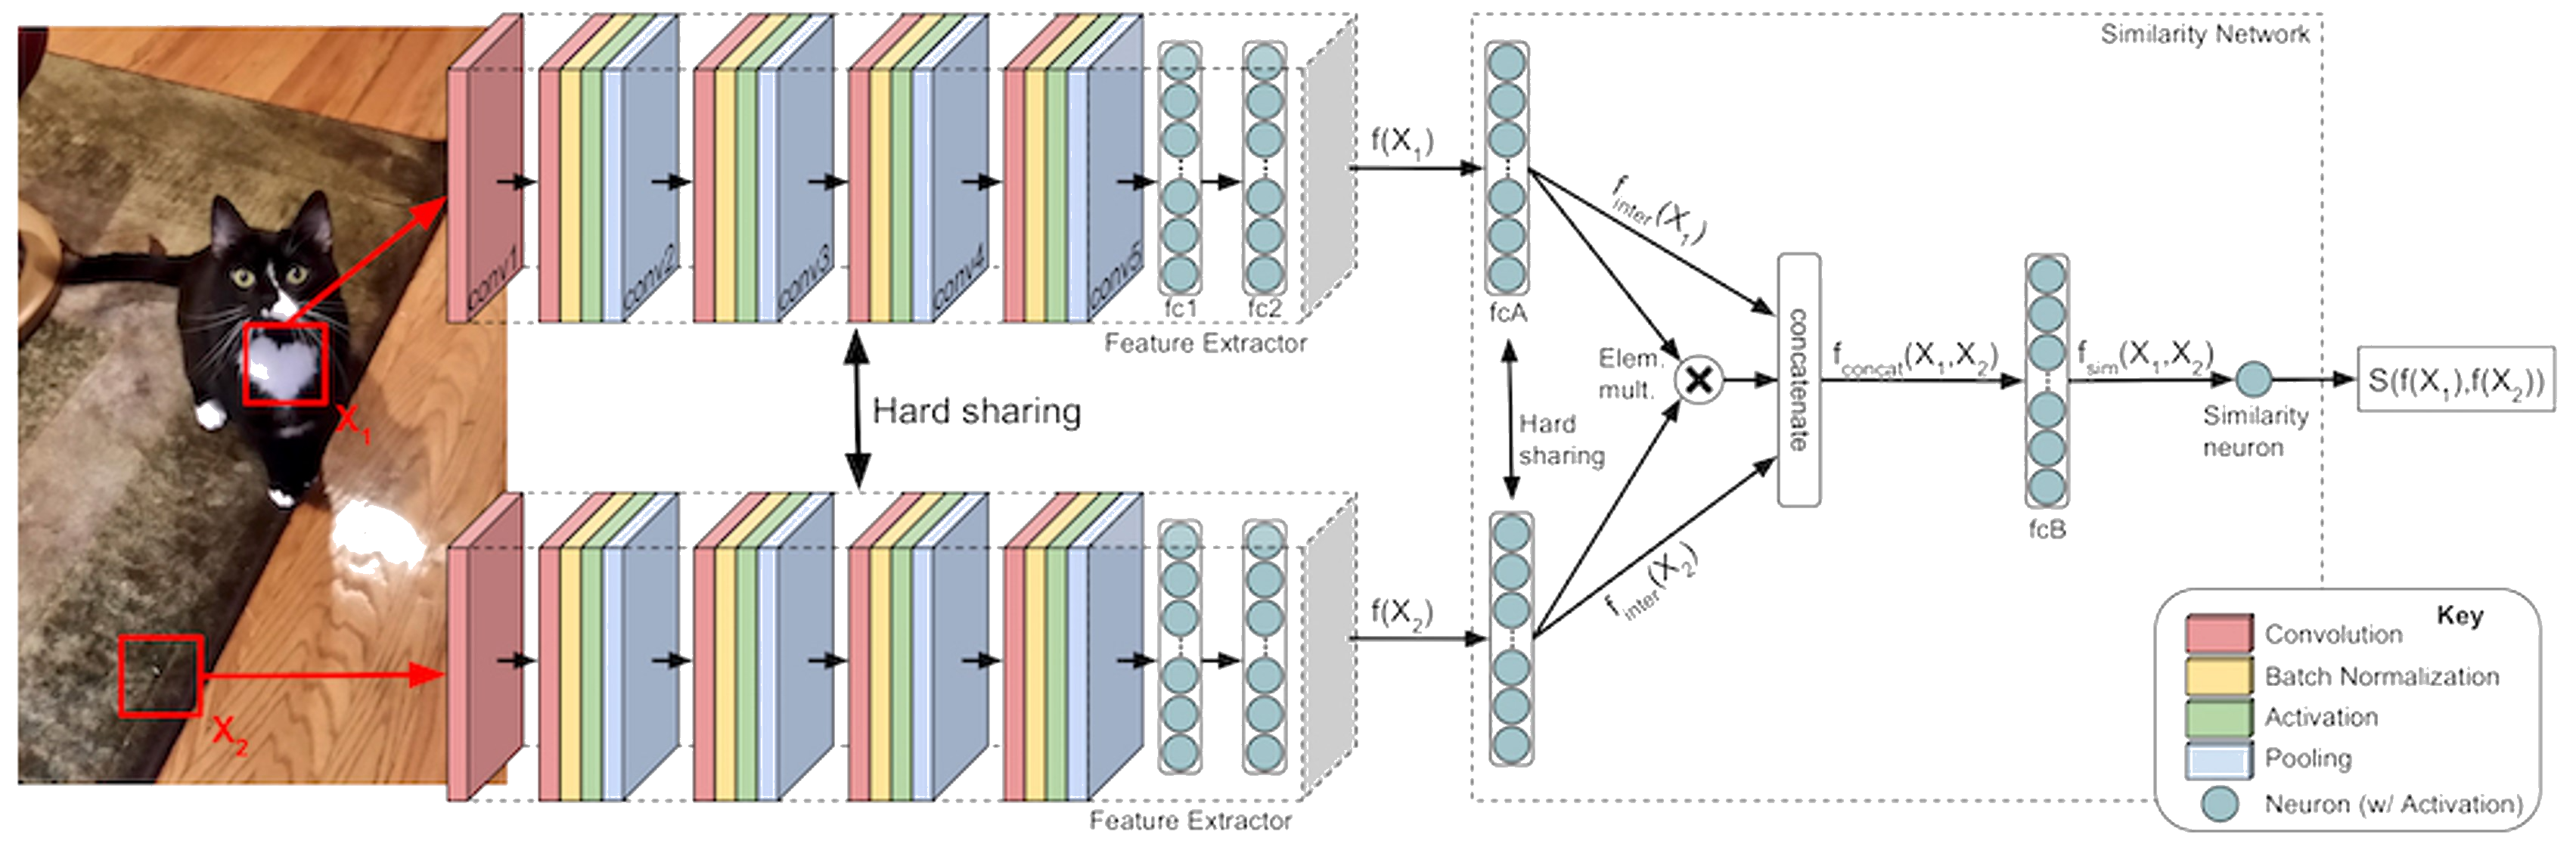 Similarity Network
conv1
conv2
conv3
conv4
conv5
fc1
fc2
Feature Extractor
f(X1)
fcA
finter(X1)
X1
Hard sharing
Hard
sharing
Elem.
mult.
concatenate
fconcat(X1,X2)
fsim(X1,X2)
S(f(X1),f(X2))
Similarity
neuron
fcB
finter(X2)
f(X2)
X2
Feature Extractor
Key
Convolution
Batch Normalization
Activation
Pooling
Neuron (w/ Activation)